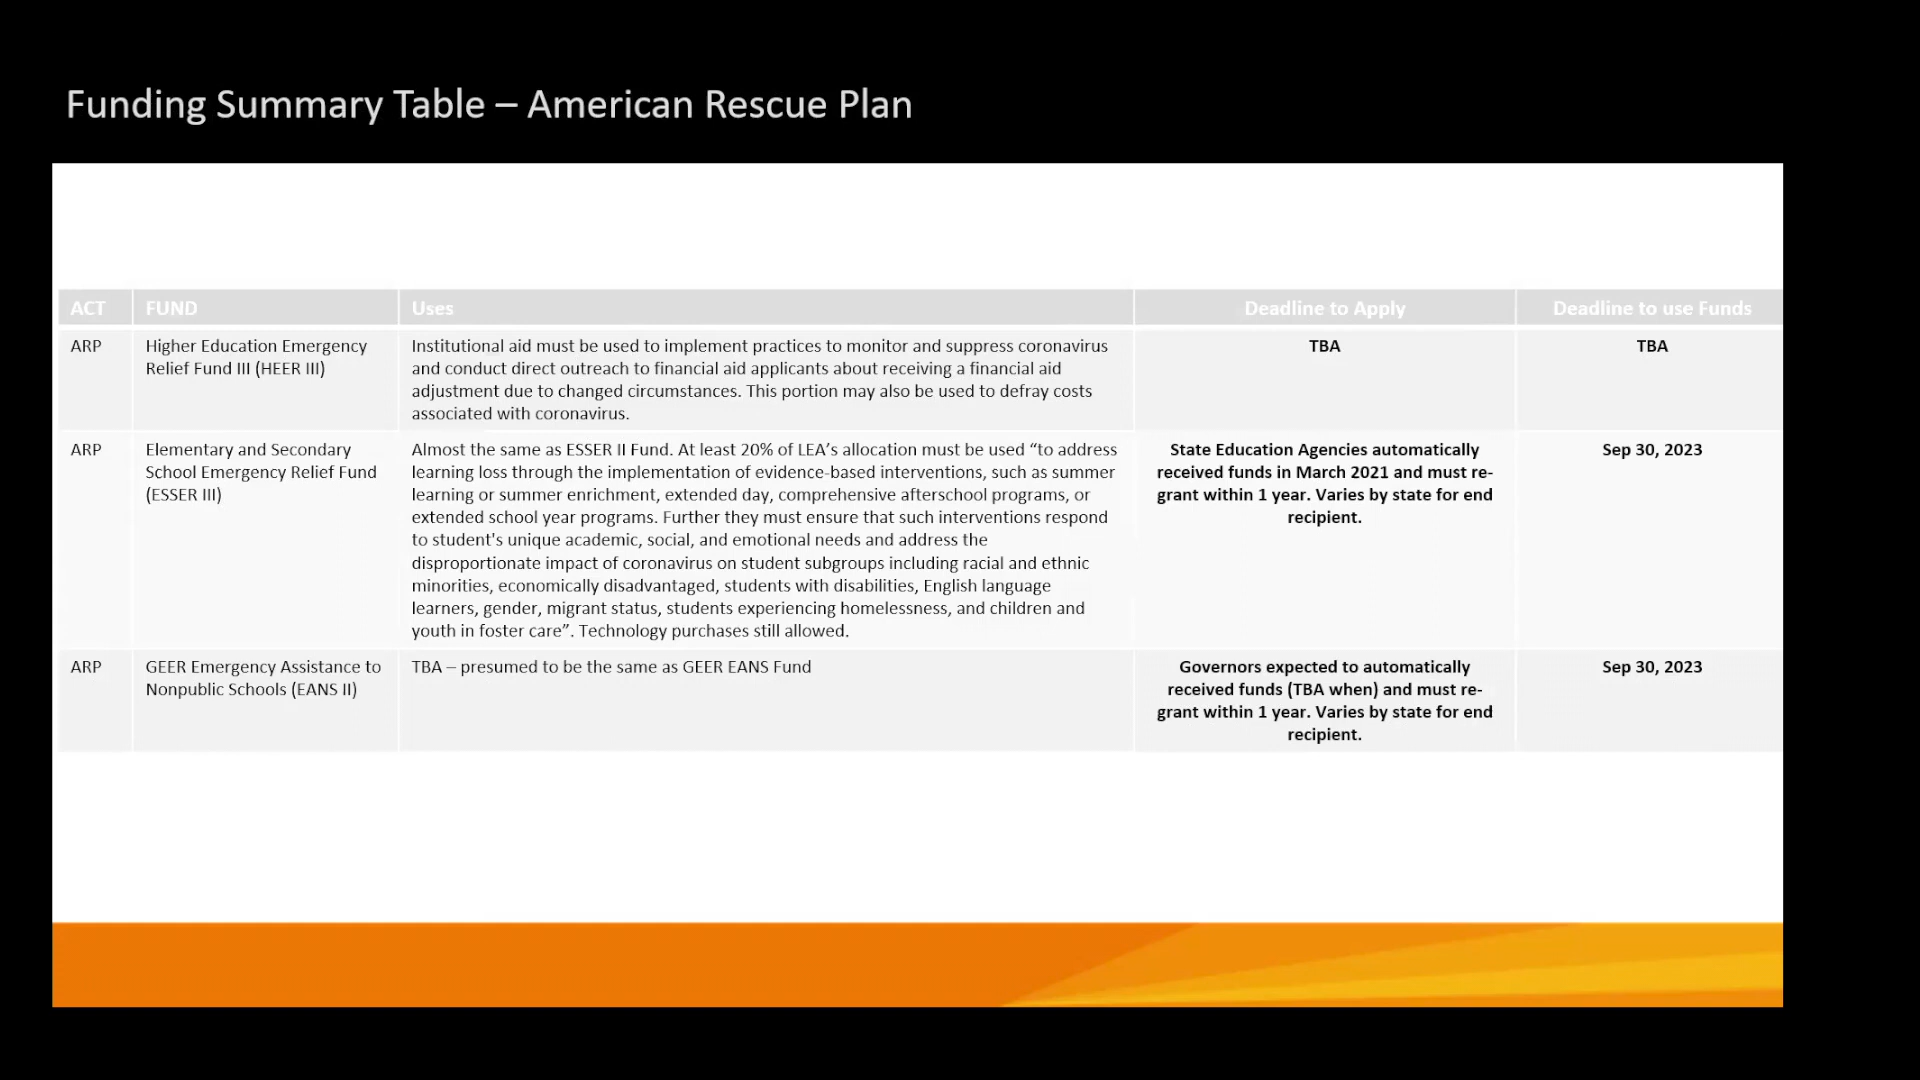 Funding Summary Table – American Rescue Plan
ACT
FUND
Uses
Deadline to Apply
Deadline to use Funds
ARP
Higher Education Emergency
Relief Fund III (HEER III)
Institutional aid must be used to implement practices to monitor and suppress coronavirus
and conduct direct outreach to financial aid applicants about receiving a financial aid
adjustment due to changed circumstances. This portion may also be used to defray costs
associated with coronavirus.
TBA
TBA
ARP
Elementary and Secondary
School Emergency Relief Fund
(ESSER III)
Almost the same as ESSER II Fund. At least 20% of LEA’s allocation must be used “to address
learning loss through the implementation of evidence-based interventions, such as summer
learning or summer enrichment, extended day, comprehensive afterschool programs, or
extended school year programs. Further they must ensure that such interventions respond
to student's unique academic, social, and emotional needs and address the
disproportionate impact of coronavirus on student subgroups including racial and ethnic
minorities, economically disadvantaged, students with disabilities, English language
learners, gender, migrant status, students experiencing homelessness, and children and
youth in foster care”. Technology purchases still allowed.
State Education Agencies automatically
received funds in March 2021 and must re-
grant within 1 year. Varies by state for end
recipient.
Sep 30, 2023
ARP
GEER Emergency Assistance to
Nonpublic Schools (EANS II)
TBA – presumed to be the same as GEER EANS Fund
Governors expected to automatically
received funds (TBA when) and must re-
grant within 1 year. Varies by state for end
recipient.
Sep 30, 2023